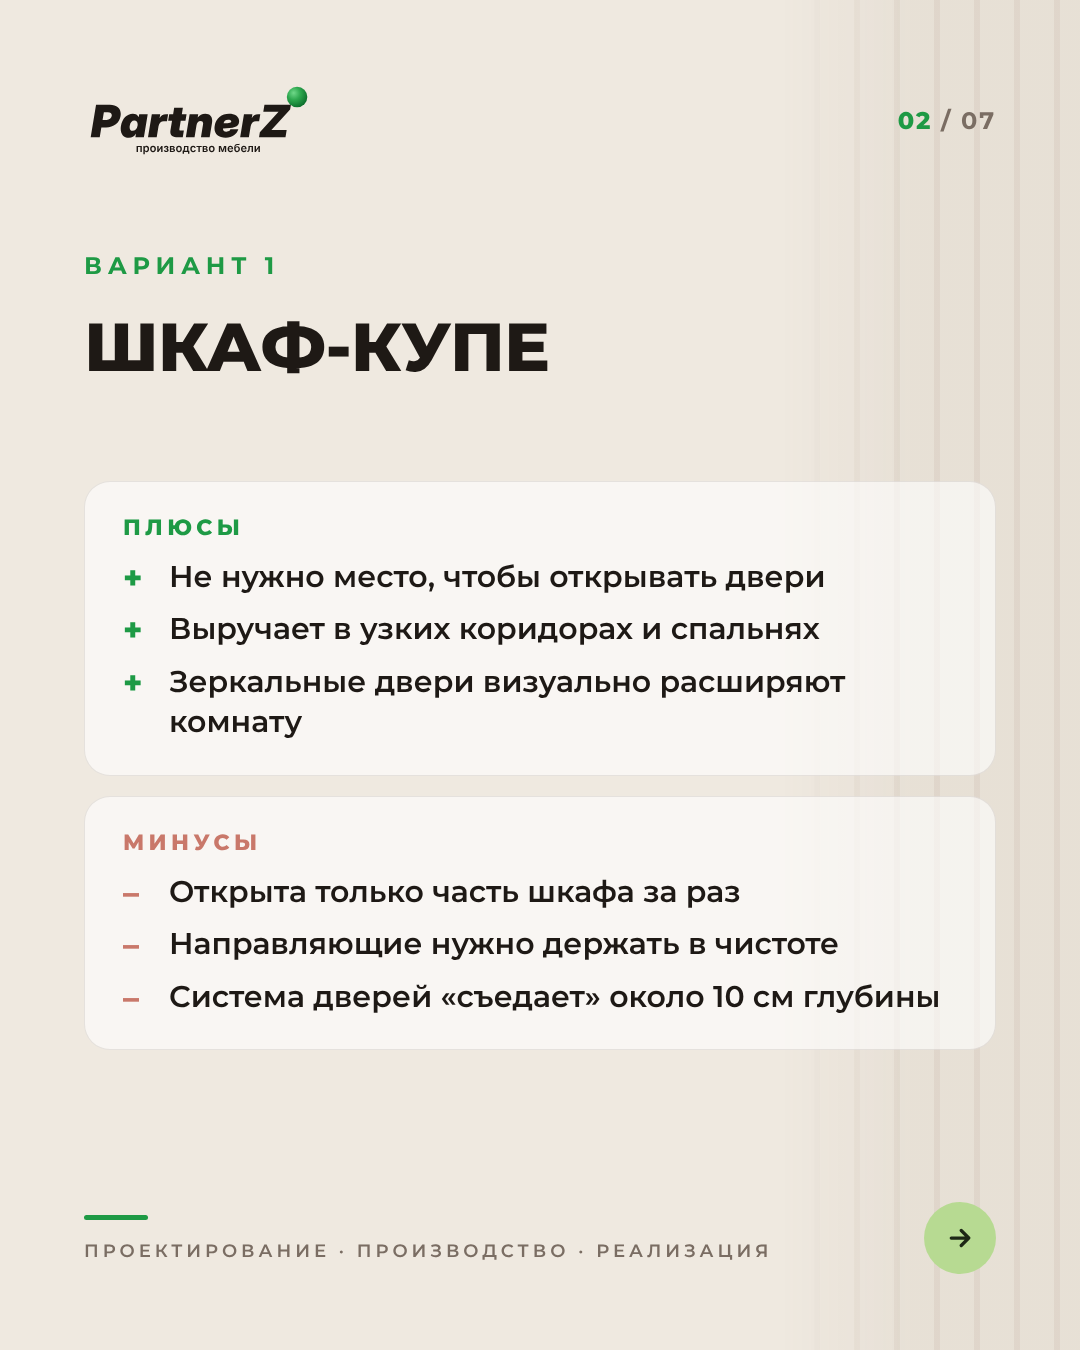 PartnerZ
производство мебели
02 / 07
ВАРИАНТ 1
ШКАФ-КУПЕ
ПЛЮСЫ
+ Не нужно место, чтобы открывать двери
+ Выручает в узких коридорах и спальнях
+ Зеркальные двери визуально расширяют
комнату
МИНУСЫ
– Открыта только часть шкафа за раз
– Направляющие нужно держать в чистоте
– Система дверей «съедает» около 10 см глубины
ПРОЕКТИРОВАНИЕ · ПРОИЗВОДСТВО · РЕАЛИЗАЦИЯ